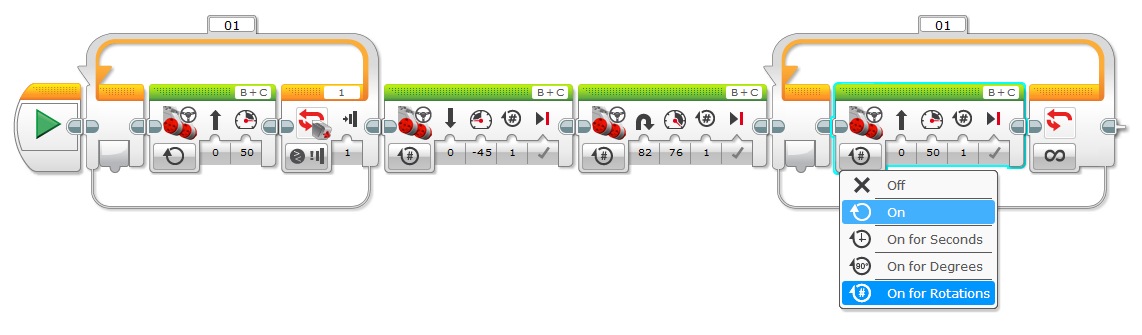 01
01
B+C
1
B+C
B+C
B+C
0 50
1
0 -45 1
82 76 1
0 50 1
Off
On
On for Seconds
90° On for Degrees
# On for Rotations